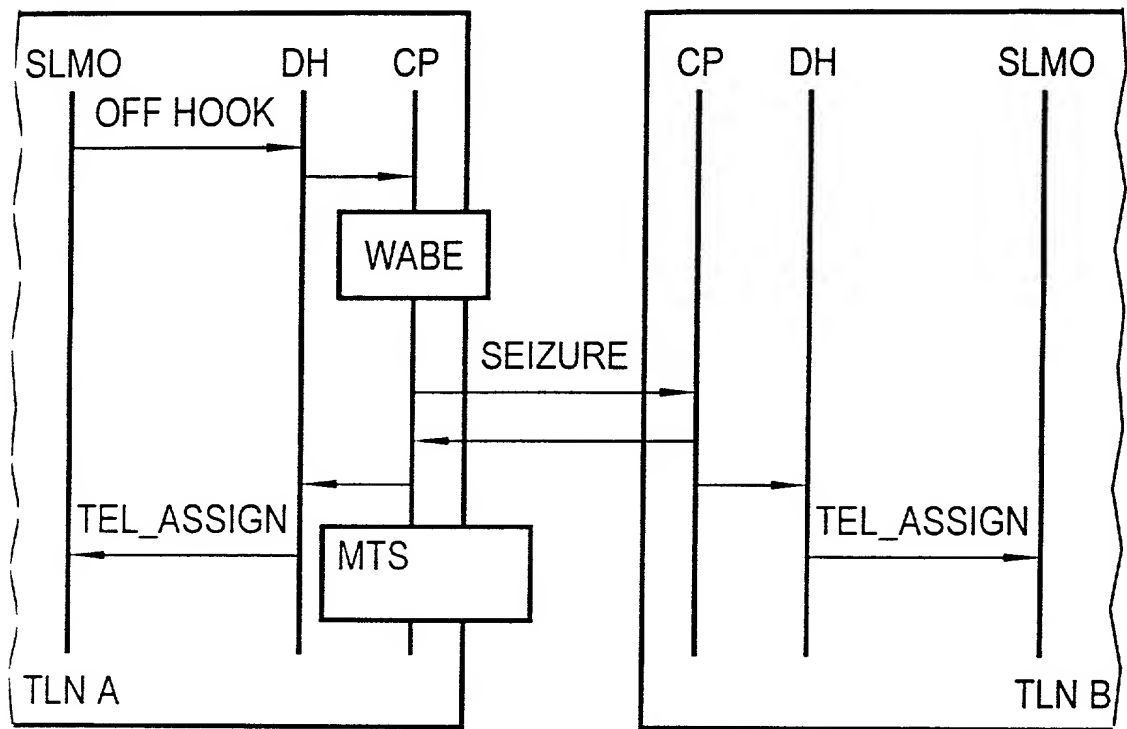 SLMO DH CP CP DH SLMO
OFF HOOK
WABE
SEIZURE
TEL_ASSIGN TEL_ASSIGN
MTS
TLN A TLN B